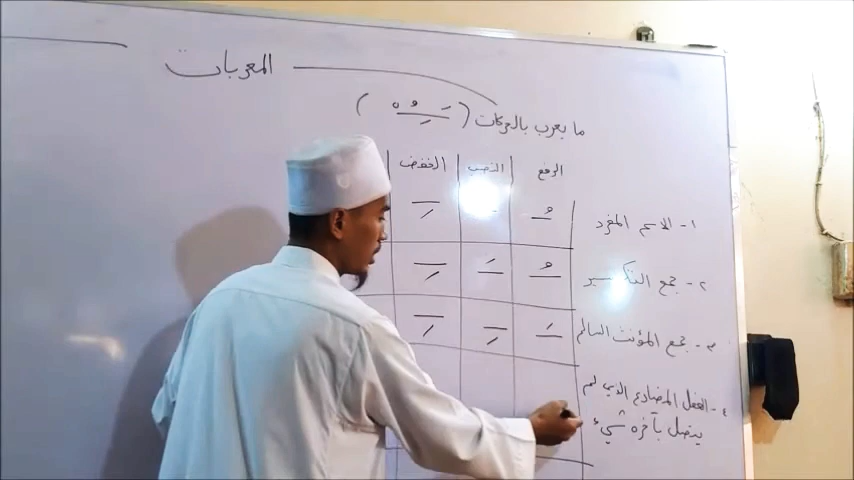 المعربات
ما يعرب بالحركات ( ـَـُـِـْ )
الرفع النصب الخفض
١ - الاسم المفرد
٢ - جمع التكسير
٣ - جمع المؤنث السالم
٤ - الفعل المضارع الذي لم
يتصل بآخره شيء